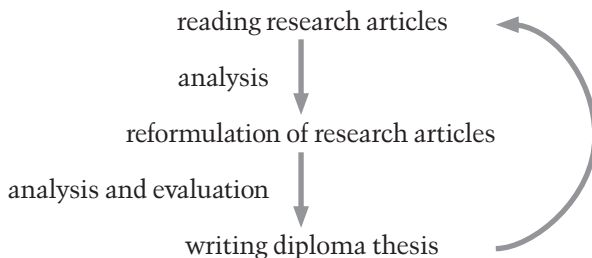 reading research articles
analysis
reformulation of research articles
analysis and evaluation
writing diploma thesis